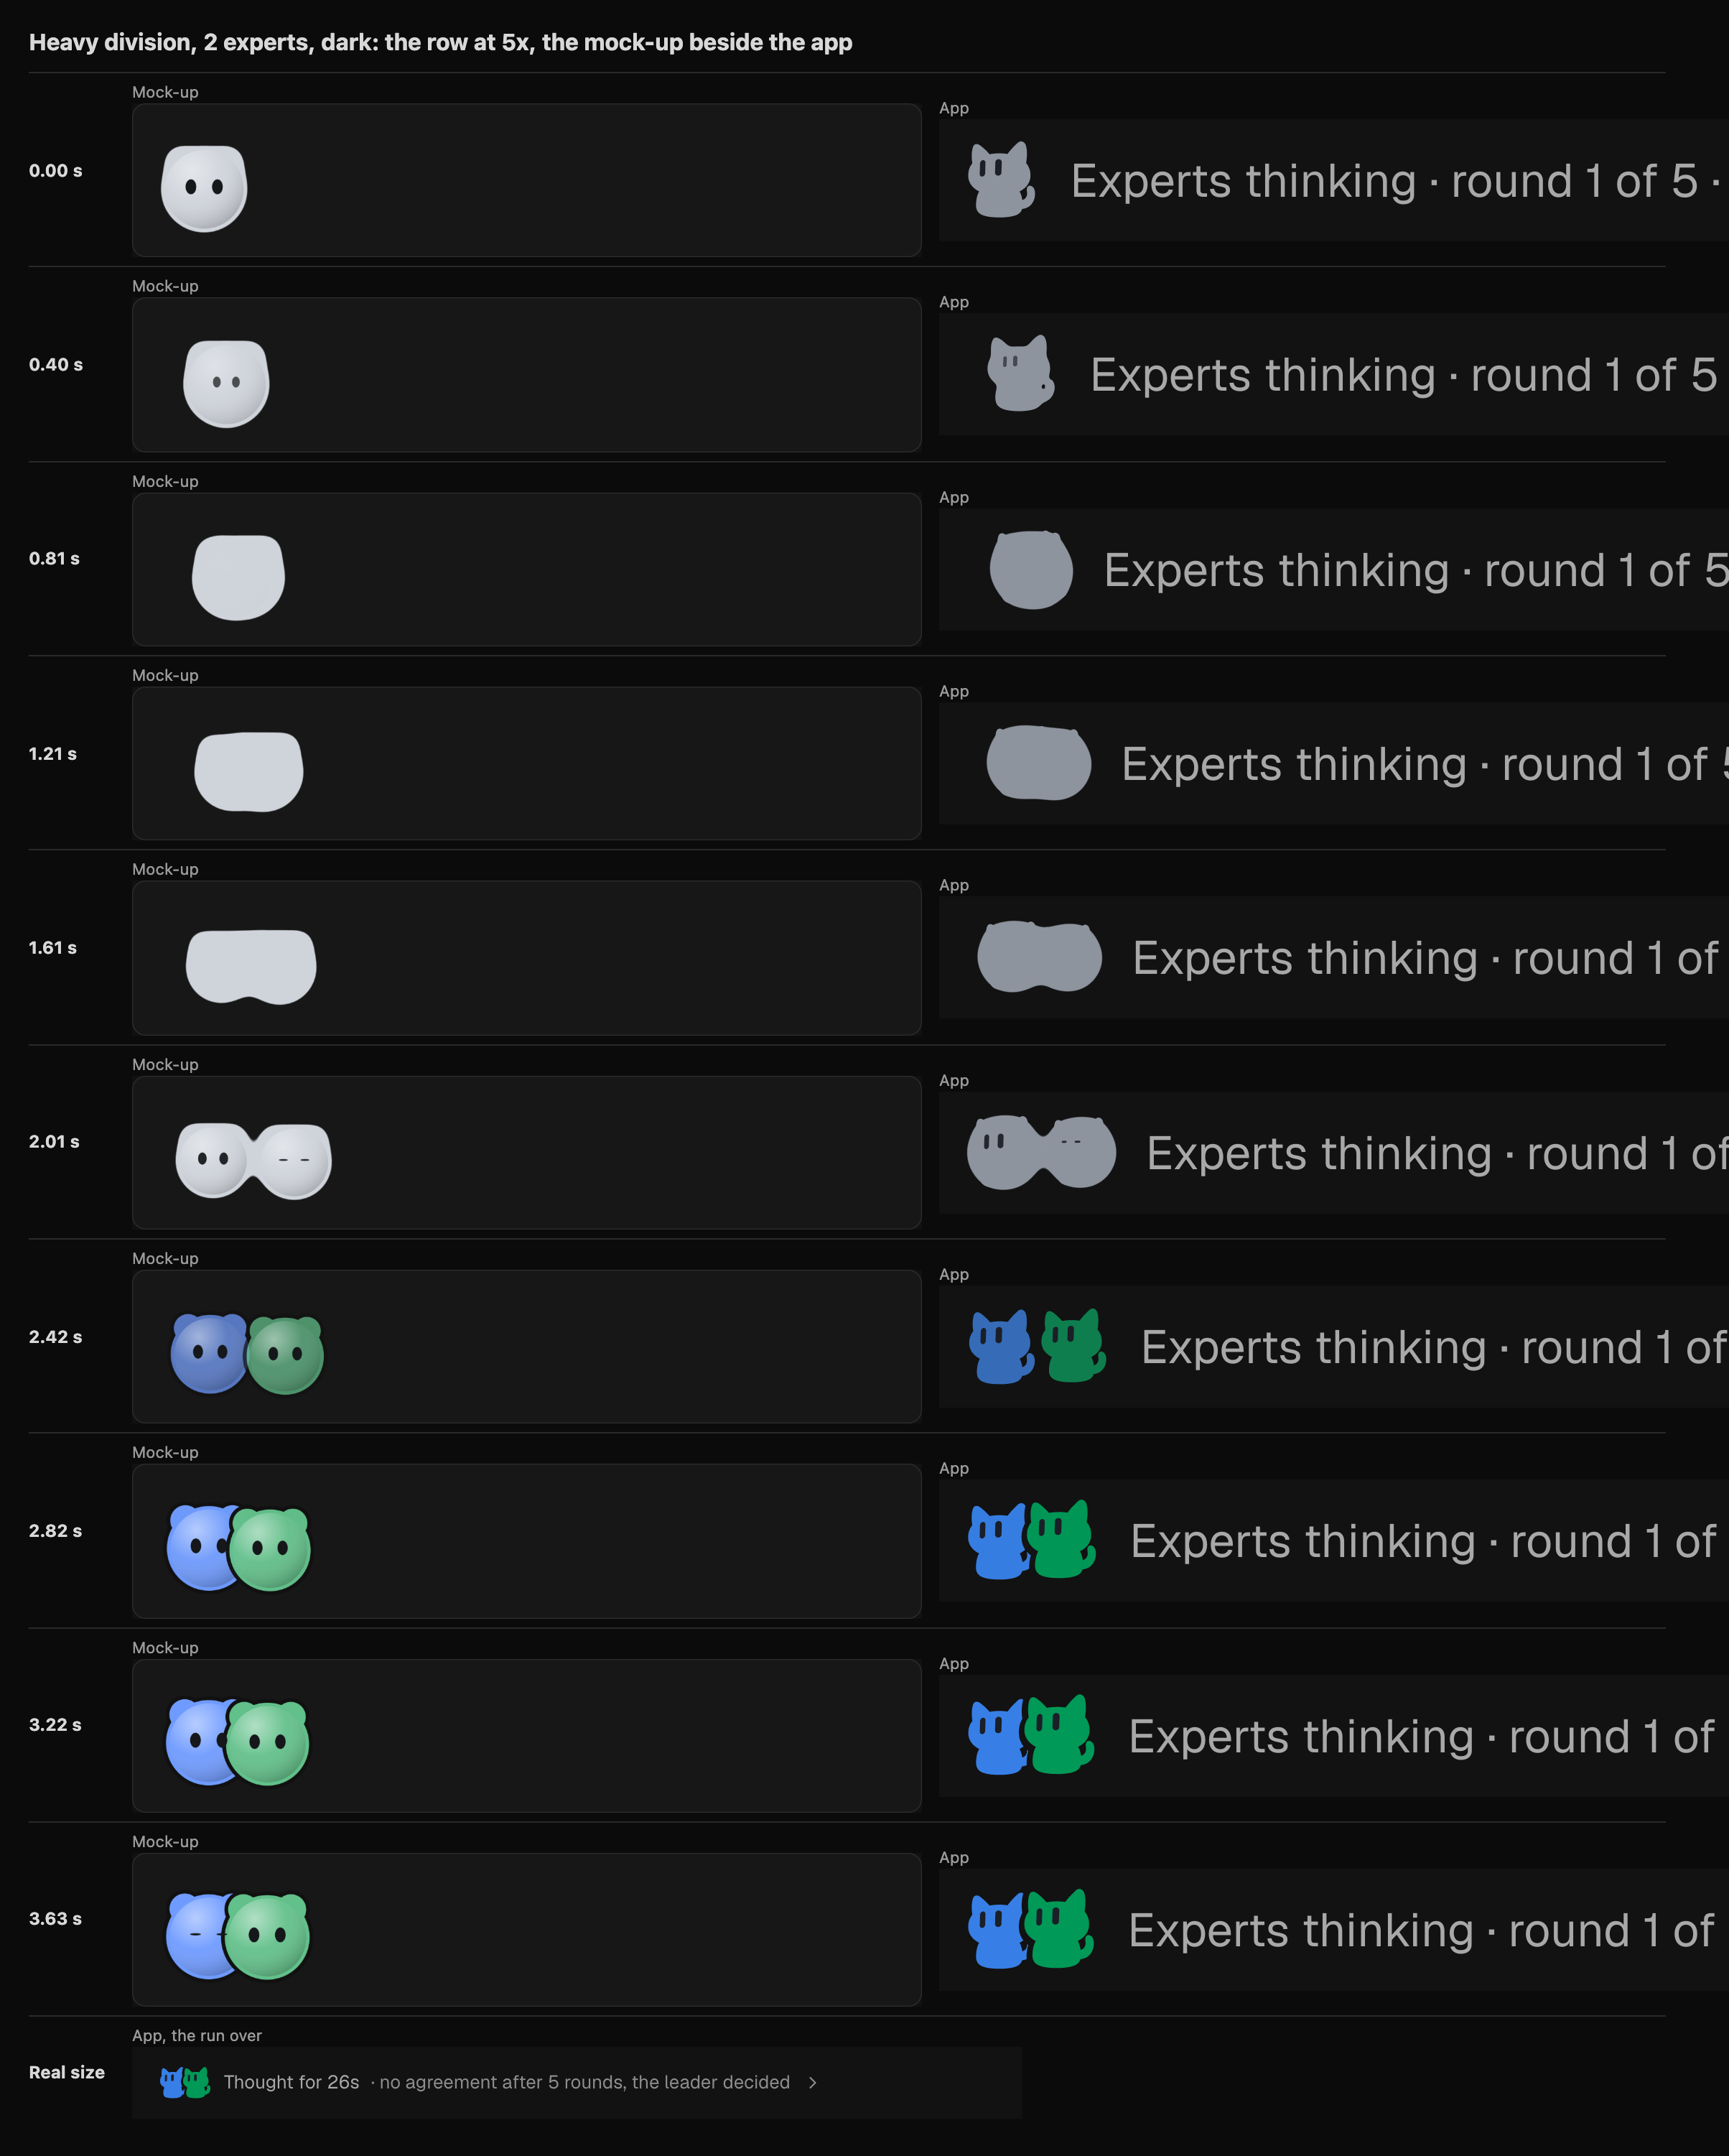 Heavy division, 2 experts, dark: the row at 5x, the mock-up beside the app
Mock-up
App
0.00 s
Experts thinking · round 1 of 5 ·
Mock-up
App
0.40 s
Experts thinking · round 1 of 5
Mock-up
App
0.81 s
Experts thinking · round 1 of 5
Mock-up
App
1.21 s
Experts thinking · round 1 of 5
Mock-up
App
1.61 s
Experts thinking · round 1 of
Mock-up
App
2.01 s
Experts thinking · round 1 of
Mock-up
App
2.42 s
Experts thinking · round 1 of
Mock-up
App
2.82 s
Experts thinking · round 1 of
Mock-up
App
3.22 s
Experts thinking · round 1 of
Mock-up
App
3.63 s
Experts thinking · round 1 of
App, the run over
Real size
Thought for 26s · no agreement after 5 rounds, the leader decided